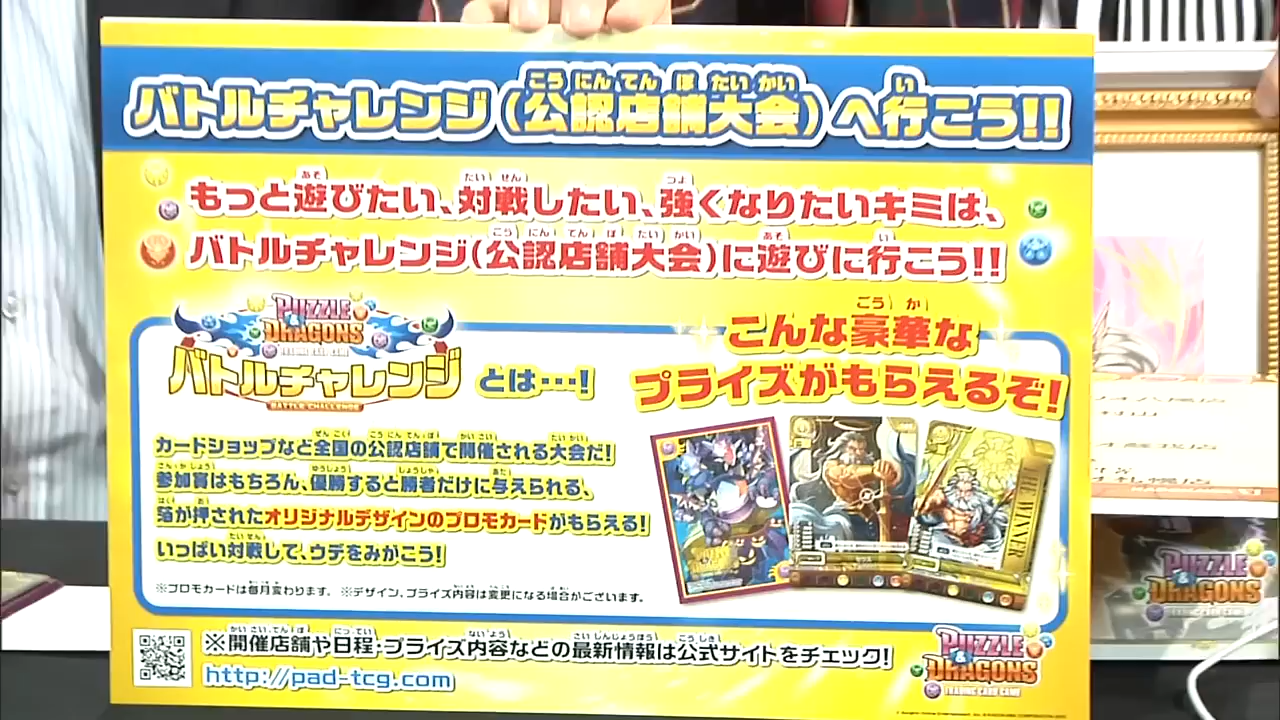 バトルチャレンジ(公認店舗大会)へ行こう!!
もっと遊びたい、対戦したい、強くなりたいキミは、
バトルチャレンジ(公認店舗大会)に遊びに行こう!!
PUZZLE & DRAGONS
TRADING CARD GAME
バトルチャレンジ とは…!
BATTLE CHALLENGE
カードショップなど全国の公認店舗で開催される大会だ!
参加賞はもちろん、優勝すると勝者だけに与えられる、
箔が押されたオリジナルデザインのプロモカードがもらえる!
いっぱい対戦して、ウデをみがこう!
※プロモカードは毎月変わります。 ※デザイン、プライズ内容は変更になる場合がございます。
こんな豪華な
プライズがもらえるぞ!
THE WINNER
※開催店舗や日程・プライズ内容などの最新情報は公式サイトをチェック!
http://pad-tcg.com
PUZZLE & DRAGONS
TRADING CARD GAME
PUZZLE & DRAGONS